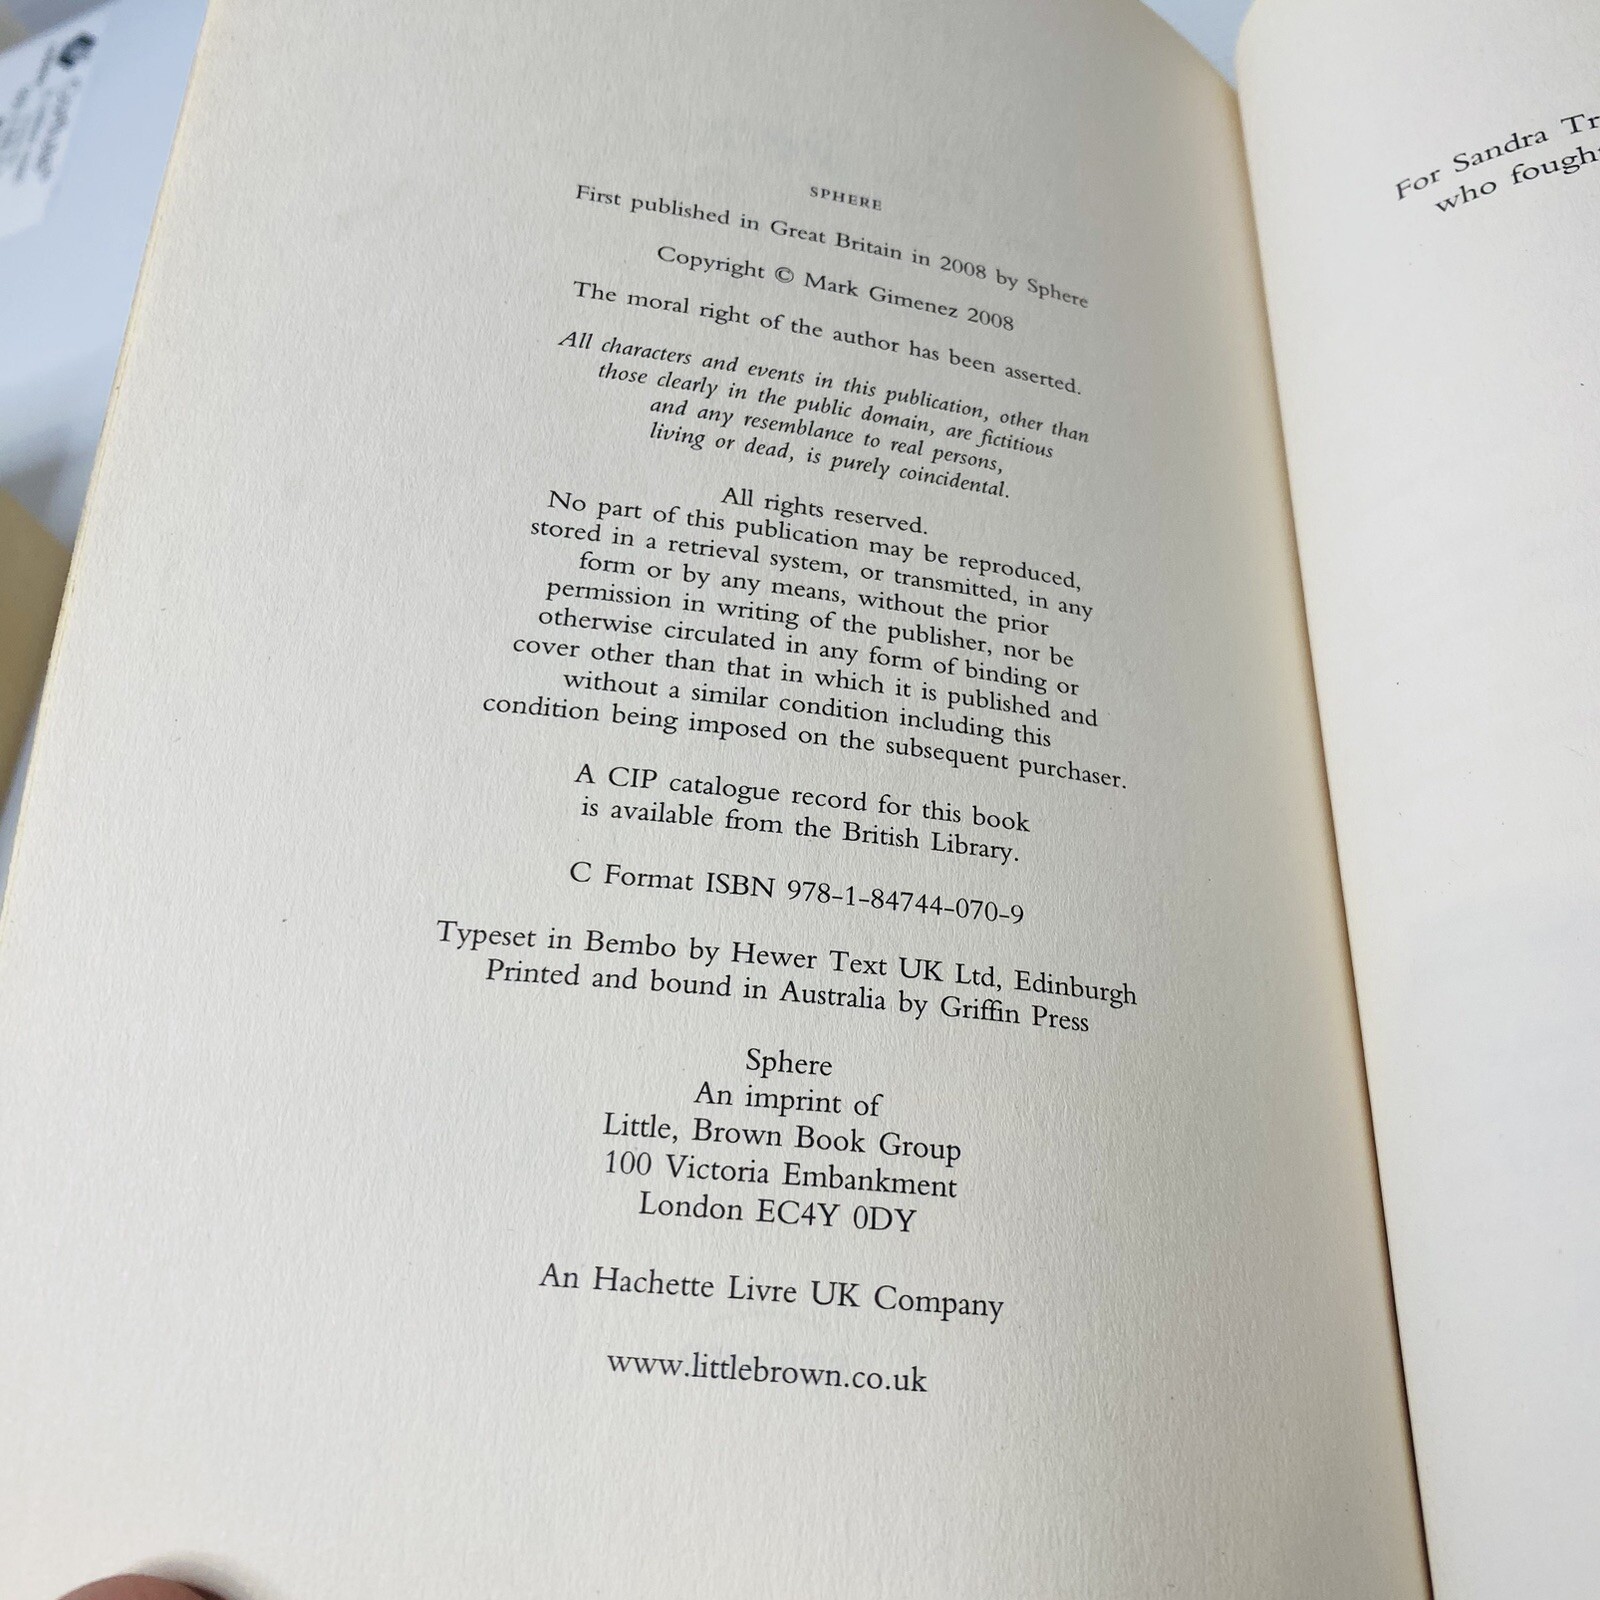 SPHERE
First published in Great Britain in 2008 by Sphere
Copyright © Mark Gimenez 2008
The moral right of the author has been asserted.
All characters and events in this publication, other than
those clearly in the public domain, are fictitious
and any resemblance to real persons,
living or dead, is purely coincidental.
All rights reserved.
No part of this publication may be reproduced,
stored in a retrieval system, or transmitted, in any
form or by any means, without the prior
permission in writing of the publisher, nor be
otherwise circulated in any form of binding or
cover other than that in which it is published and
without a similar condition including this
condition being imposed on the subsequent purchaser.
A CIP catalogue record for this book
is available from the British Library.
C Format ISBN 978-1-84744-070-9
Typeset in Bembo by Hewer Text UK Ltd, Edinburgh
Printed and bound in Australia by Griffin Press
Sphere
An imprint of
Little, Brown Book Group
100 Victoria Embankment
London EC4Y 0DY
An Hachette Livre UK Company
www.littlebrown.co.uk
For Sandra
who fought